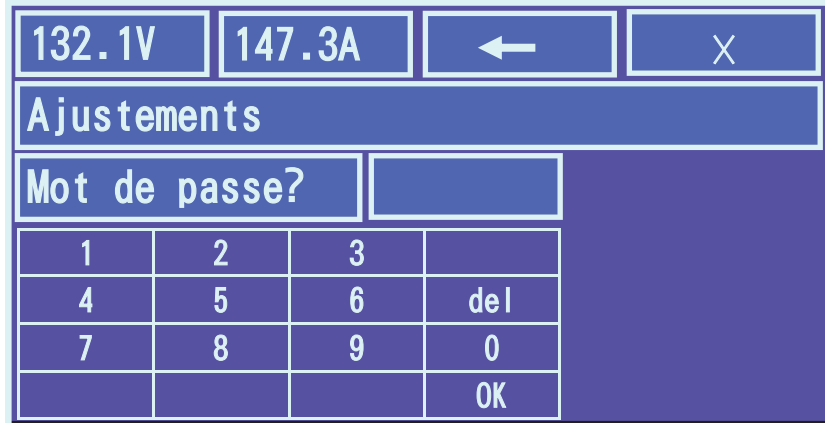 132.1V 147.3A ← X
Ajustements
Mot de passe?
1 2 3
4 5 6 del
7 8 9 0
OK